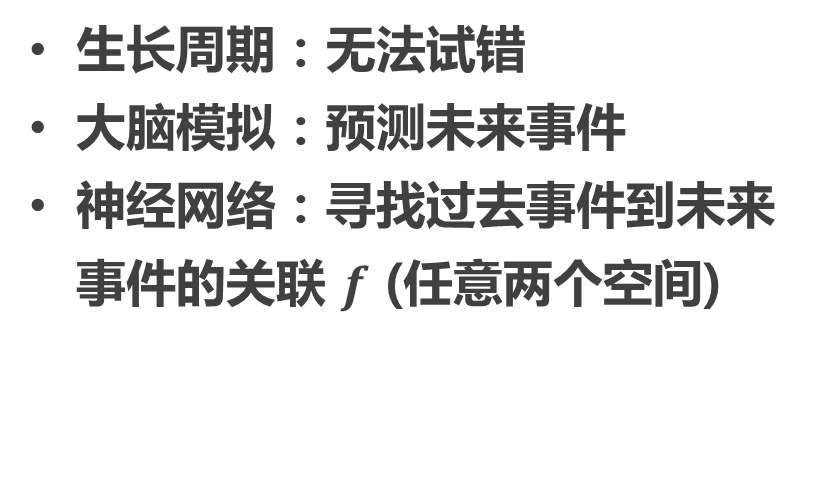 • 生长周期：无法试错
• 大脑模拟：预测未来事件
• 神经网络：寻找过去事件到未来
事件的关联 f (任意两个空间)